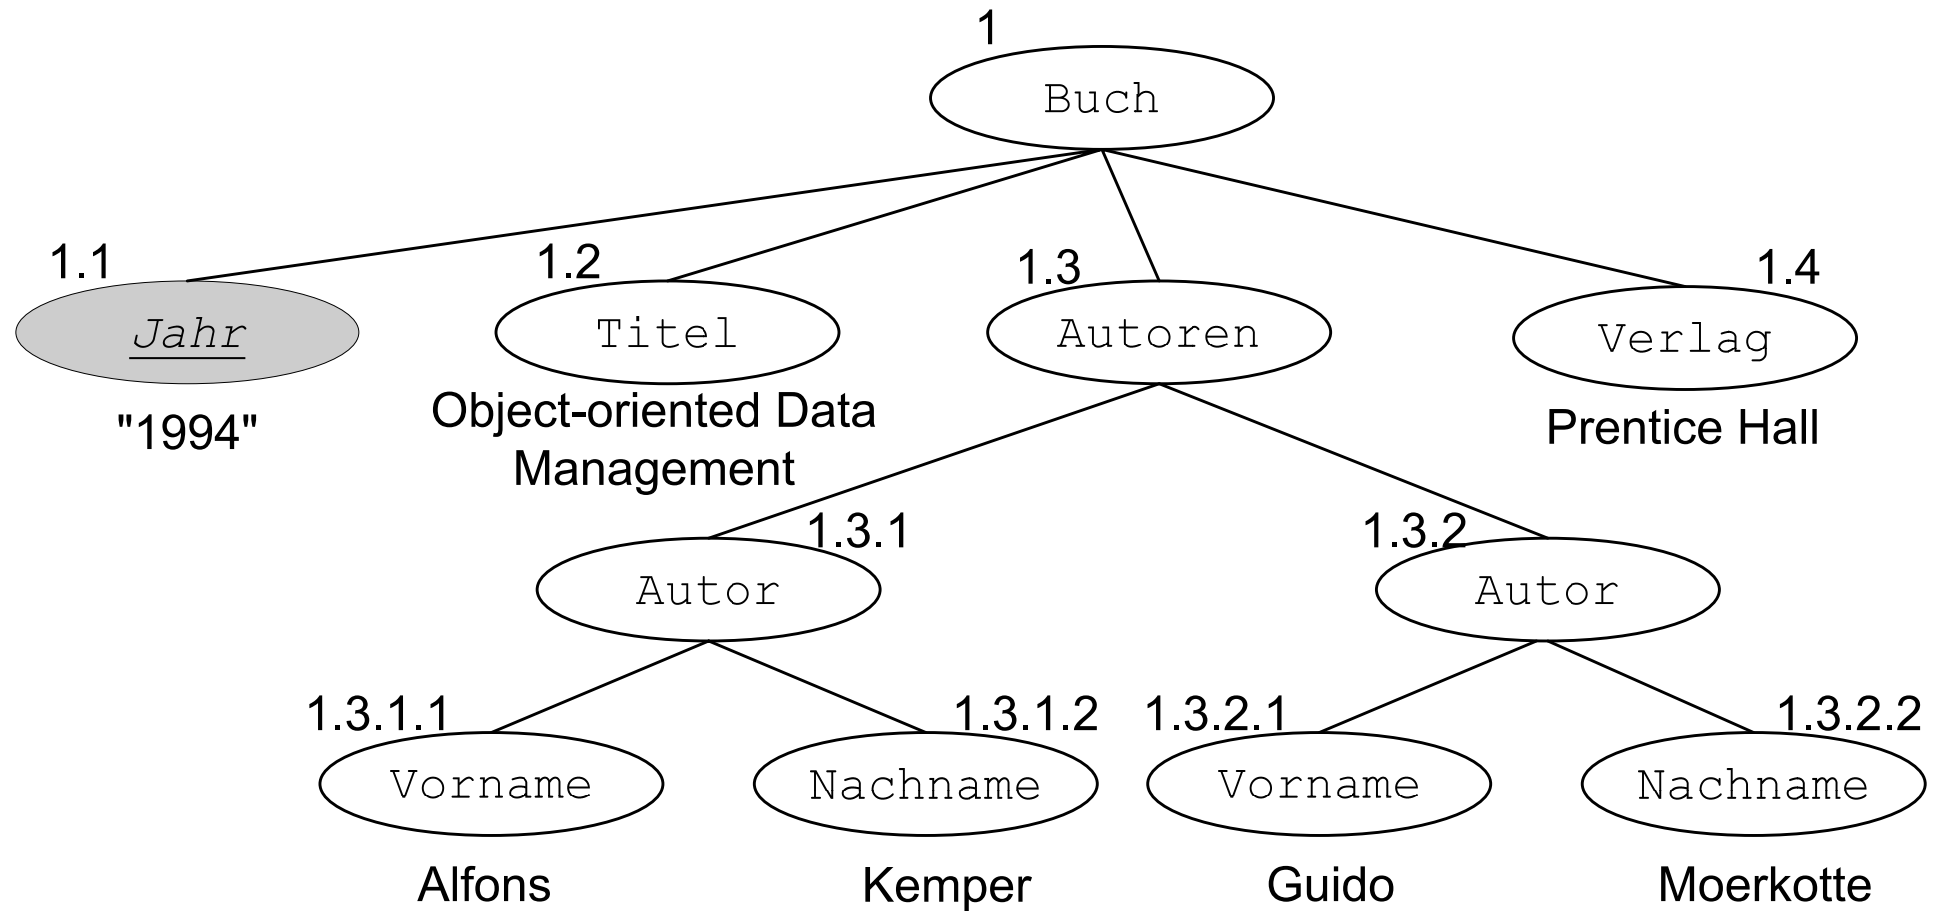 1
Buch
1.1
1.2
1.3
1.4
Jahr
Titel
Autoren
Verlag
"1994"
Object-oriented Data
Management
Prentice Hall
1.3.1
1.3.2
Autor
Autor
1.3.1.1
1.3.1.2
1.3.2.1
1.3.2.2
Vorname
Nachname
Vorname
Nachname
Alfons
Kemper
Guido
Moerkotte